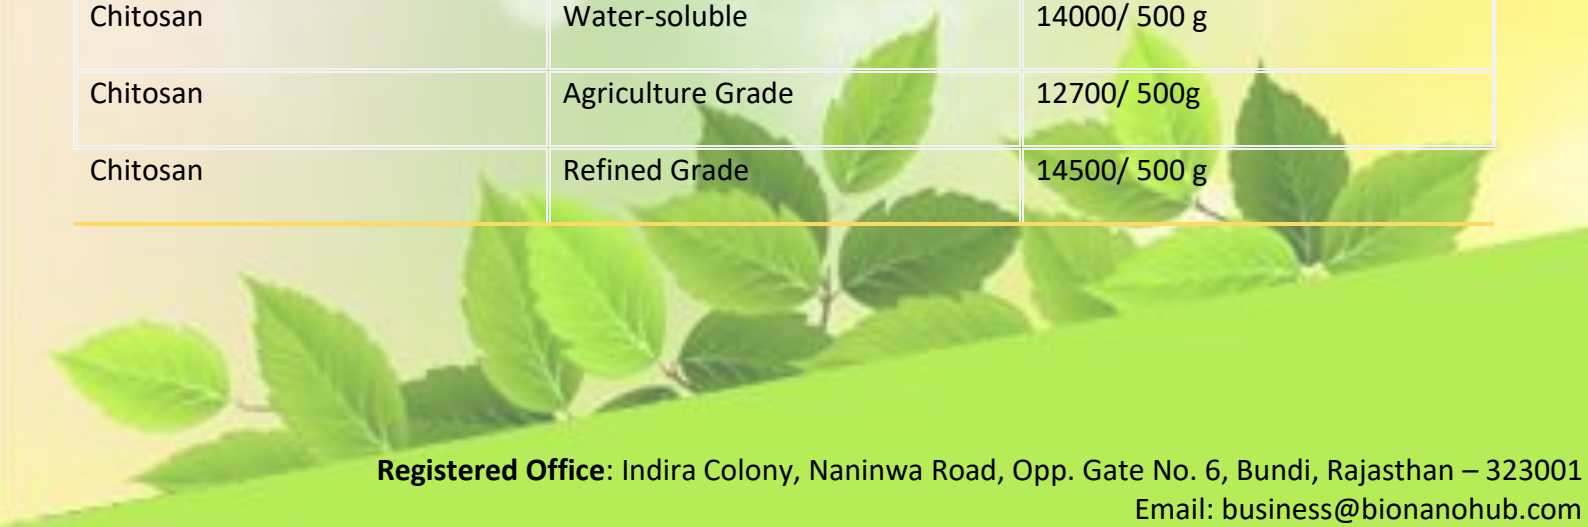 Chitosan Water-soluble 14000/ 500 g
Chitosan Agriculture Grade 12700/ 500g
Chitosan Refined Grade 14500/ 500 g
Registered Office: Indira Colony, Naninwa Road, Opp. Gate No. 6, Bundi, Rajasthan – 323001
Email: business@bionanohub.com